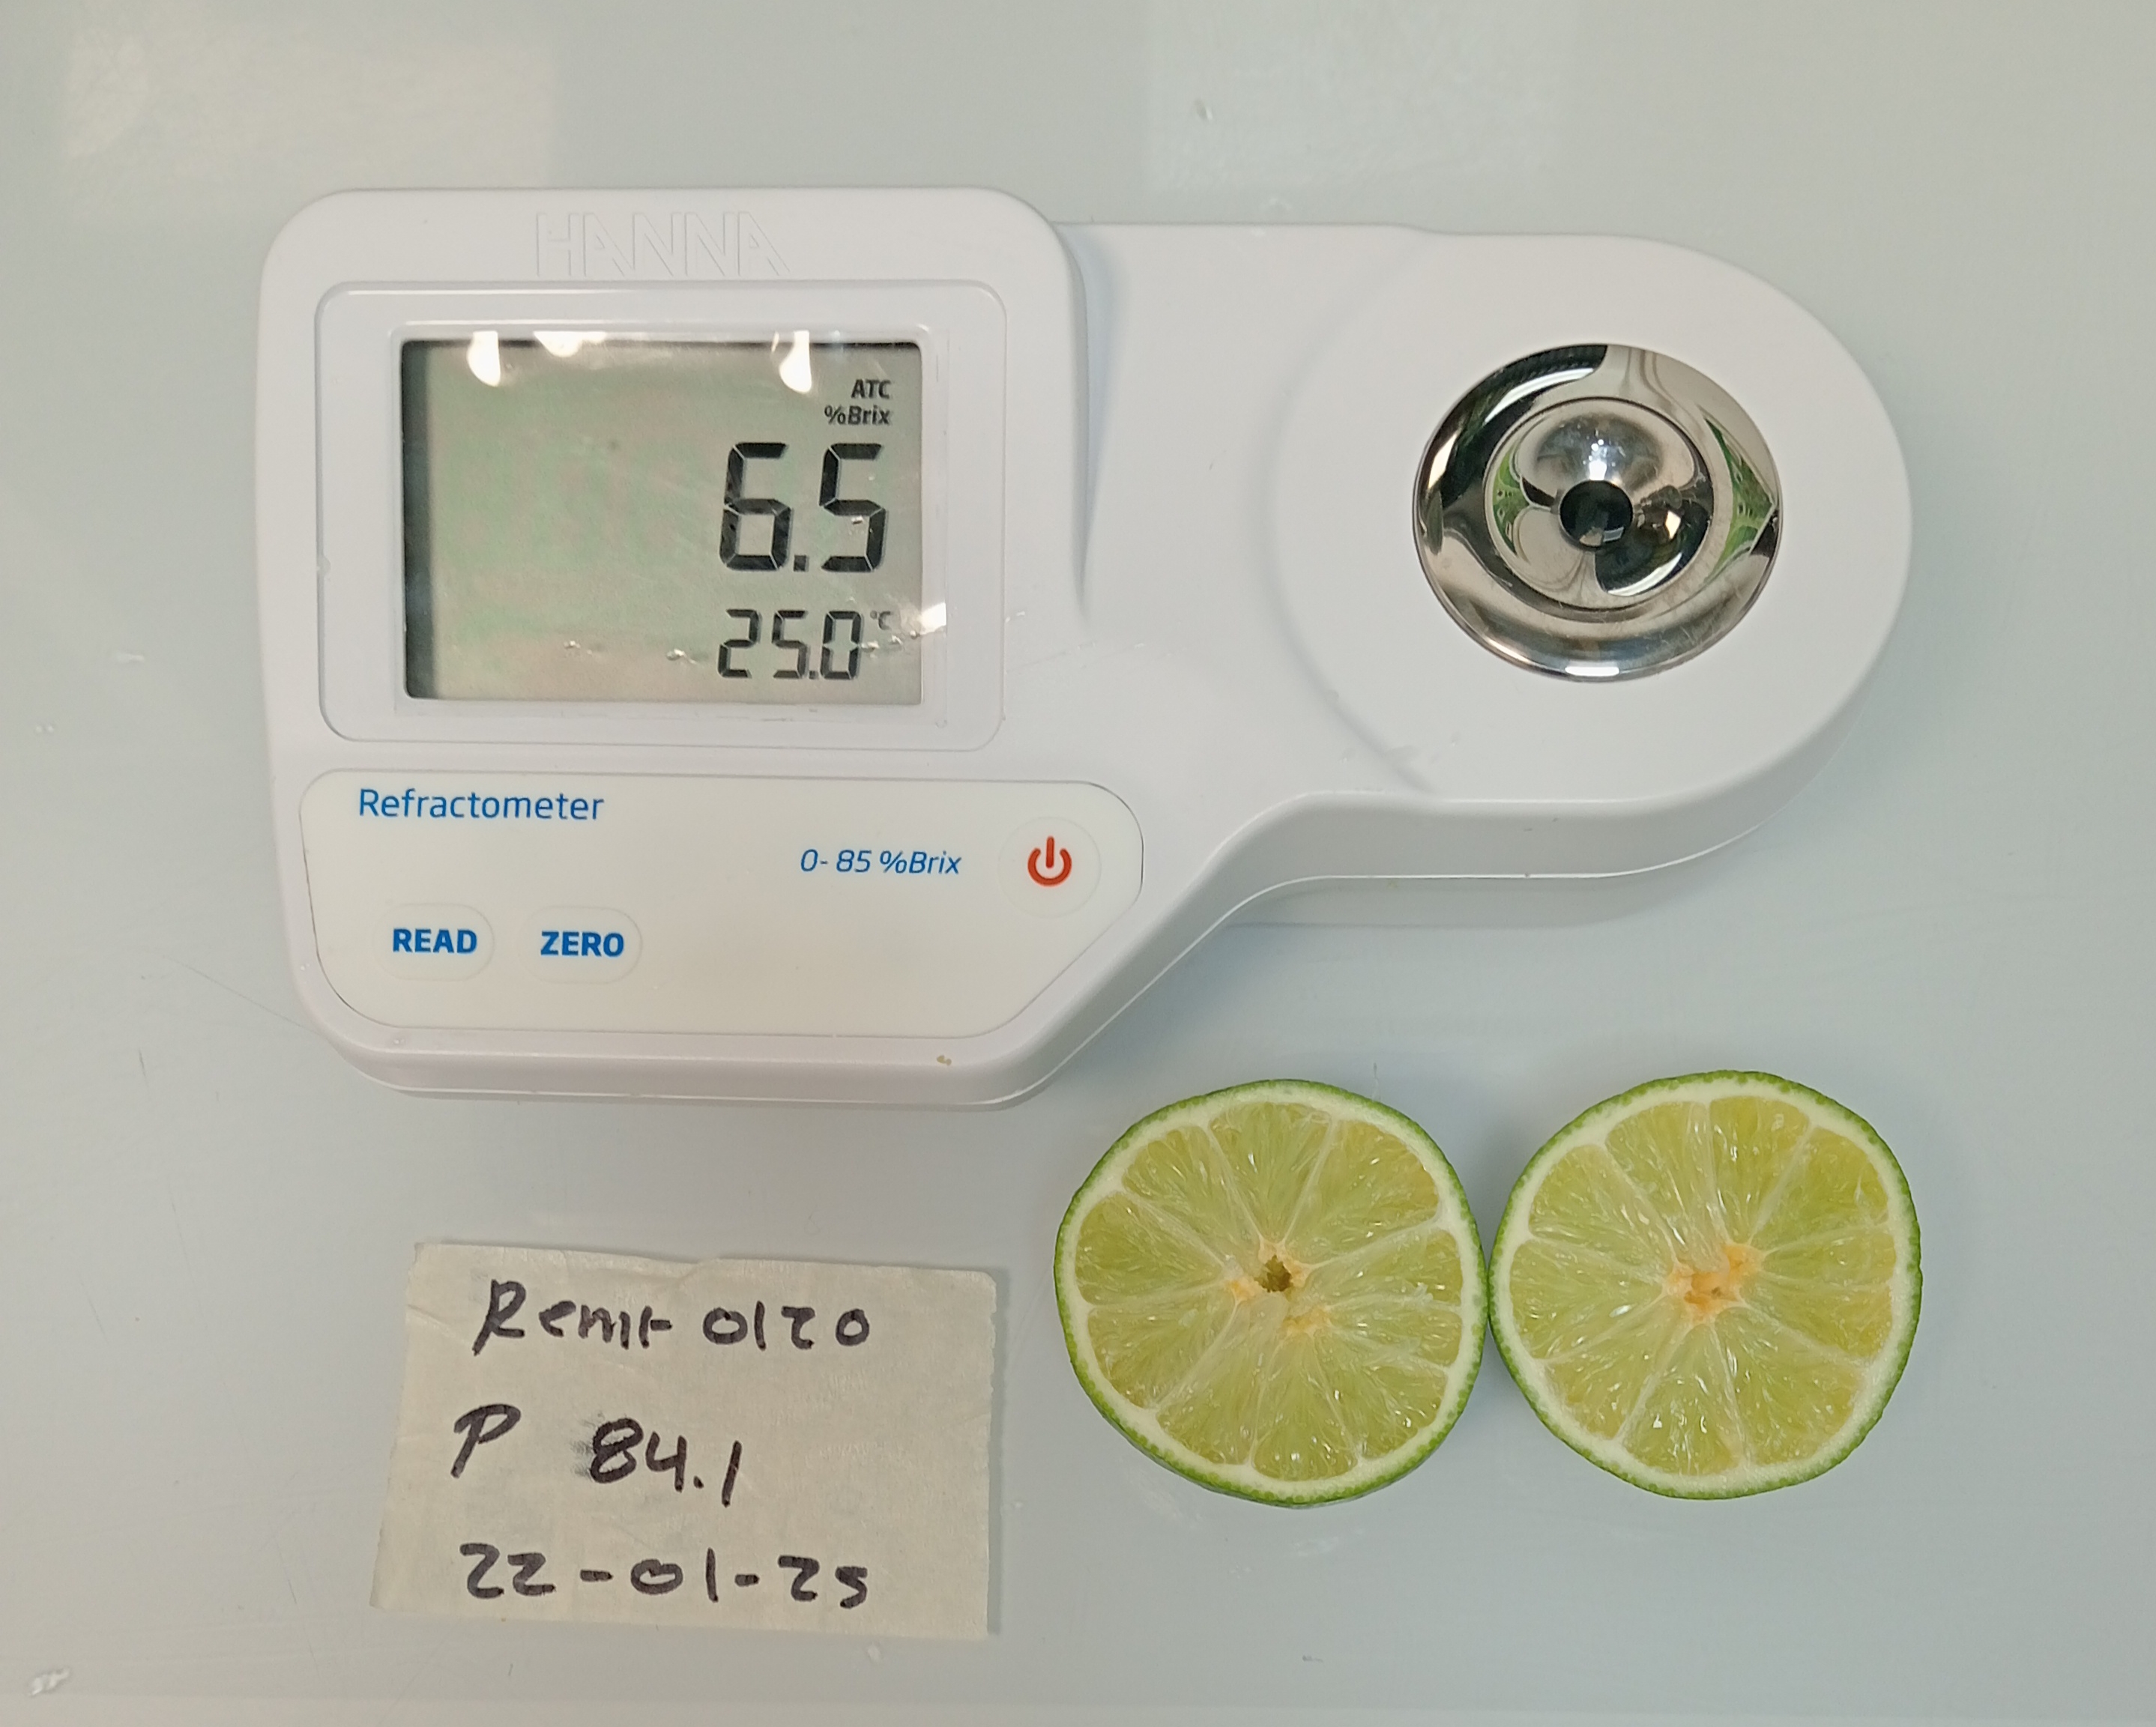 HANNA
ATC
%Brix
6.5
25.0°C
Refractometer
0-85 %Brix
READ ZERO
Remt 0120
P 84.1
22-01-25